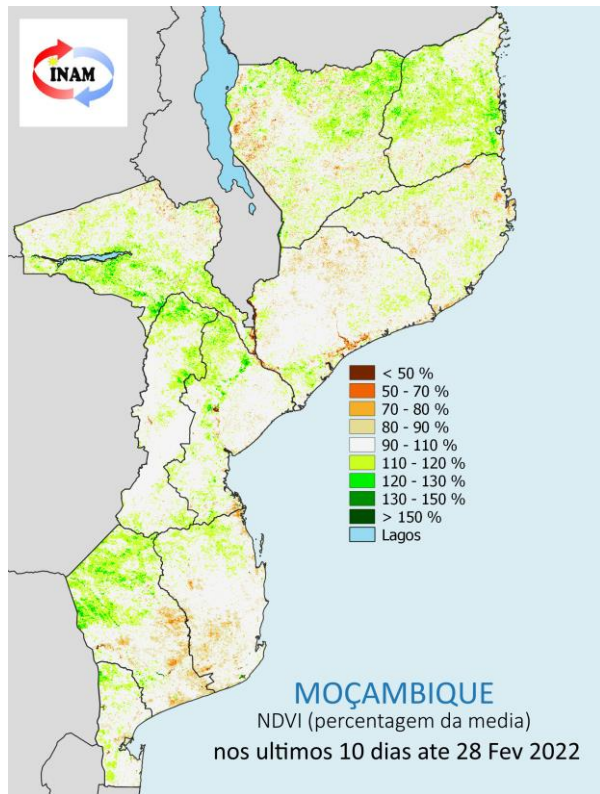 INAM
< 50 %
50 - 70 %
70 - 80 %
80 - 90 %
90 - 110 %
110 - 120 %
120 - 130 %
130 - 150 %
> 150 %
Lagos
MOÇAMBIQUE
NDVI (percentagem da media)
nos ultimos 10 dias ate 28 Fev 2022